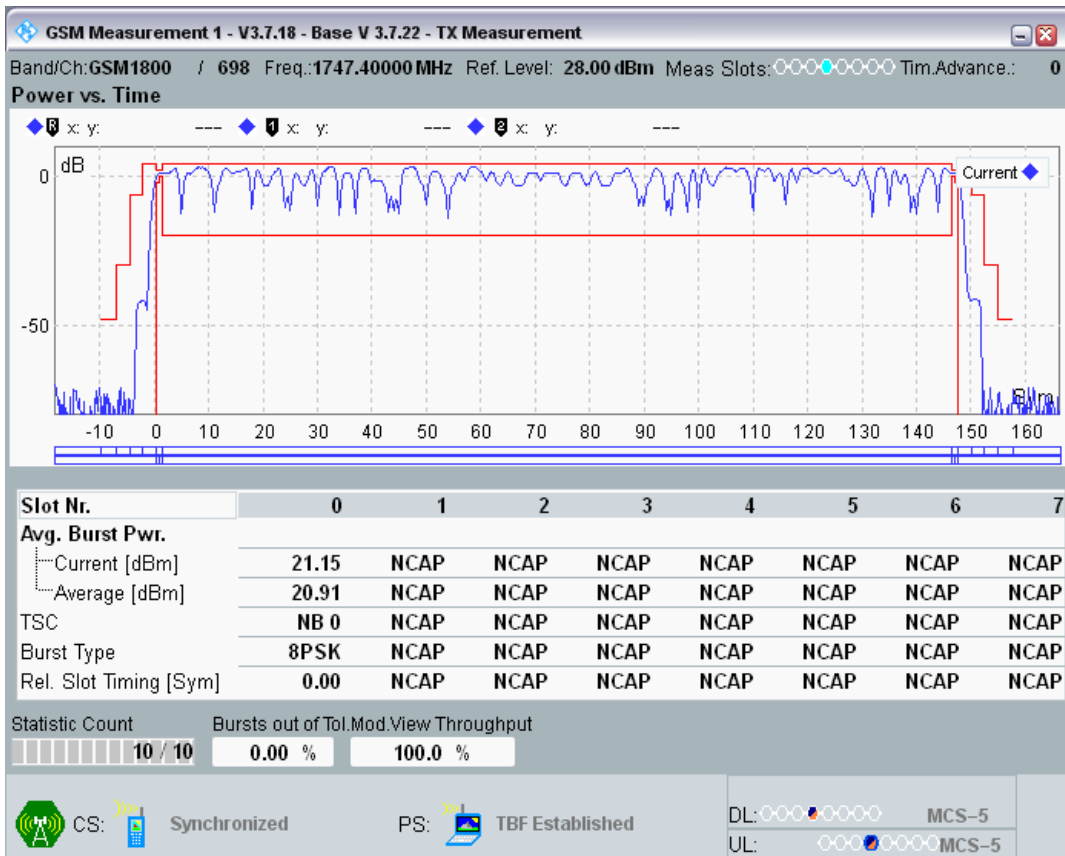 GSM Measurement 1 - V3.7.18 - Base V 3.7.22 - TX Measurement
Band/Ch:GSM1800 / 698 Freq.:1747.40000 MHz Ref. Level: 28.00 dBm Meas Slots: Tim.Advance.: 0
Power vs. Time
R x: y: --- 1 x: y: --- 2 x: y: ---
dB
Current
0
-50
-10 0 10 20 30 40 50 60 70 80 90 100 110 120 130 140 150 160
Slot Nr. 0 1 2 3 4 5 6 7
Avg. Burst Pwr.
Current [dBm] 21.15 NCAP NCAP NCAP NCAP NCAP NCAP NCAP
Average [dBm] 20.91 NCAP NCAP NCAP NCAP NCAP NCAP NCAP
TSC NB 0 NCAP NCAP NCAP NCAP NCAP NCAP NCAP
Burst Type 8PSK NCAP NCAP NCAP NCAP NCAP NCAP NCAP
Rel. Slot Timing [Sym] 0.00 NCAP NCAP NCAP NCAP NCAP NCAP NCAP
Statistic Count Bursts out of Tol.Mod.View Throughput
10 / 10 0.00 % 100.0 %
CS: Synchronized PS: TBF Established
DL: MCS-5
UL: MCS-5